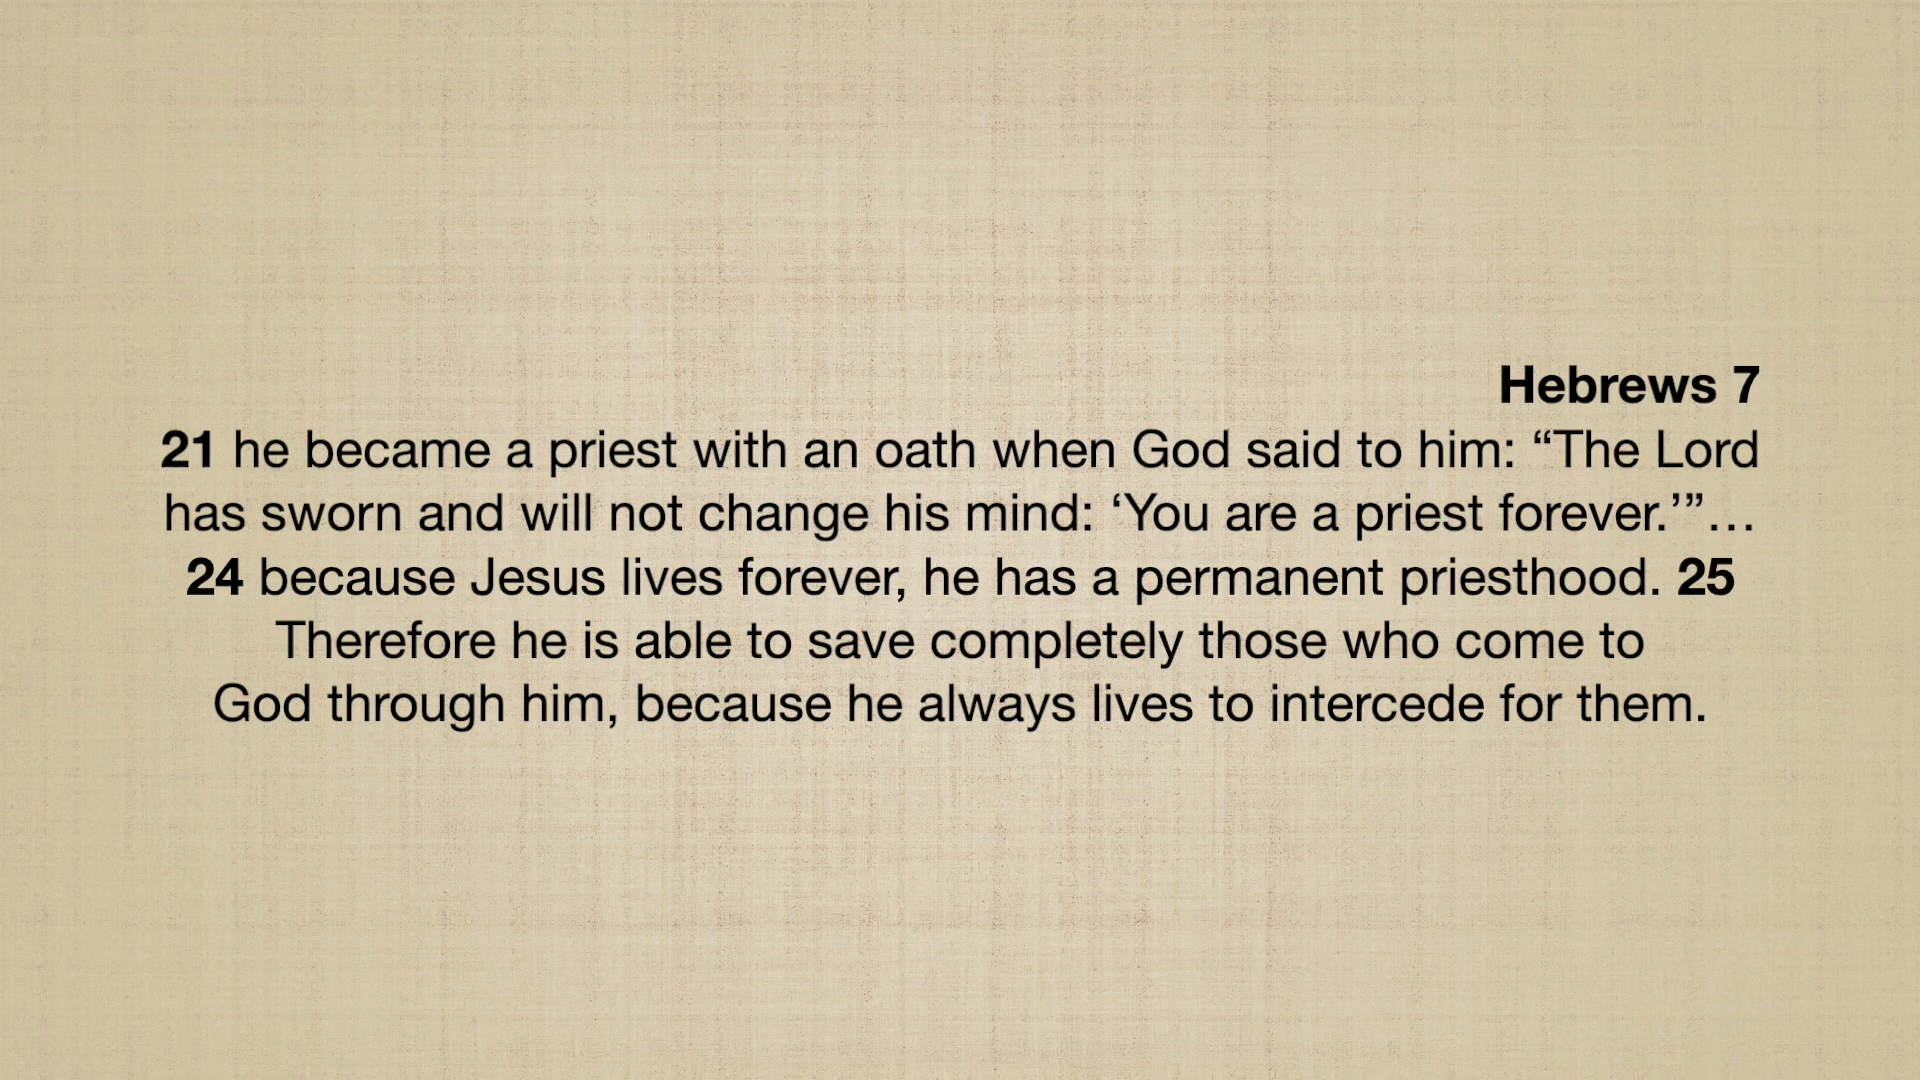 Hebrews 7
21 he became a priest with an oath when God said to him: “The Lord
has sworn and will not change his mind: ‘You are a priest forever.’”…
24 because Jesus lives forever, he has a permanent priesthood. 25
Therefore he is able to save completely those who come to
God through him, because he always lives to intercede for them.